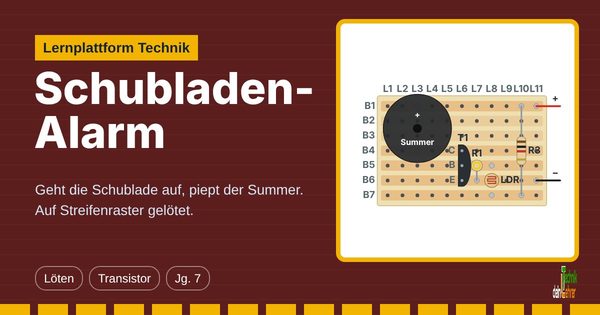 Lernplattform Technik
Schubladen-
Alarm
Geht die Schublade auf, piept der Summer.
Auf Streifenraster gelötet.
Löten
Transistor
Jg. 7
L1 L2 L3 L4 L5 L6 L7 L8 L9 L10 L11
B1
B2
B3
B4
B5
B6
B7
+
+
Summer
T1
C
B
E
R1
R3
LDR
−